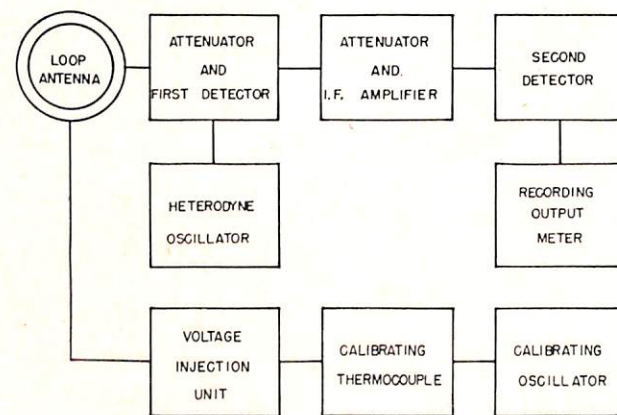 LOOP
ANTENNA
ATTENUATOR
AND
FIRST DETECTOR
ATTENUATOR
AND.
I.F. AMPLIFIER
SECOND
DETECTOR
HETERODYNE
OSCILLATOR
RECORDING
OUTPUT
METER
VOLTAGE
INJECTION
UNIT
CALIBRATING
THERMOCOUPLE
CALIBRATING
OSCILLATOR